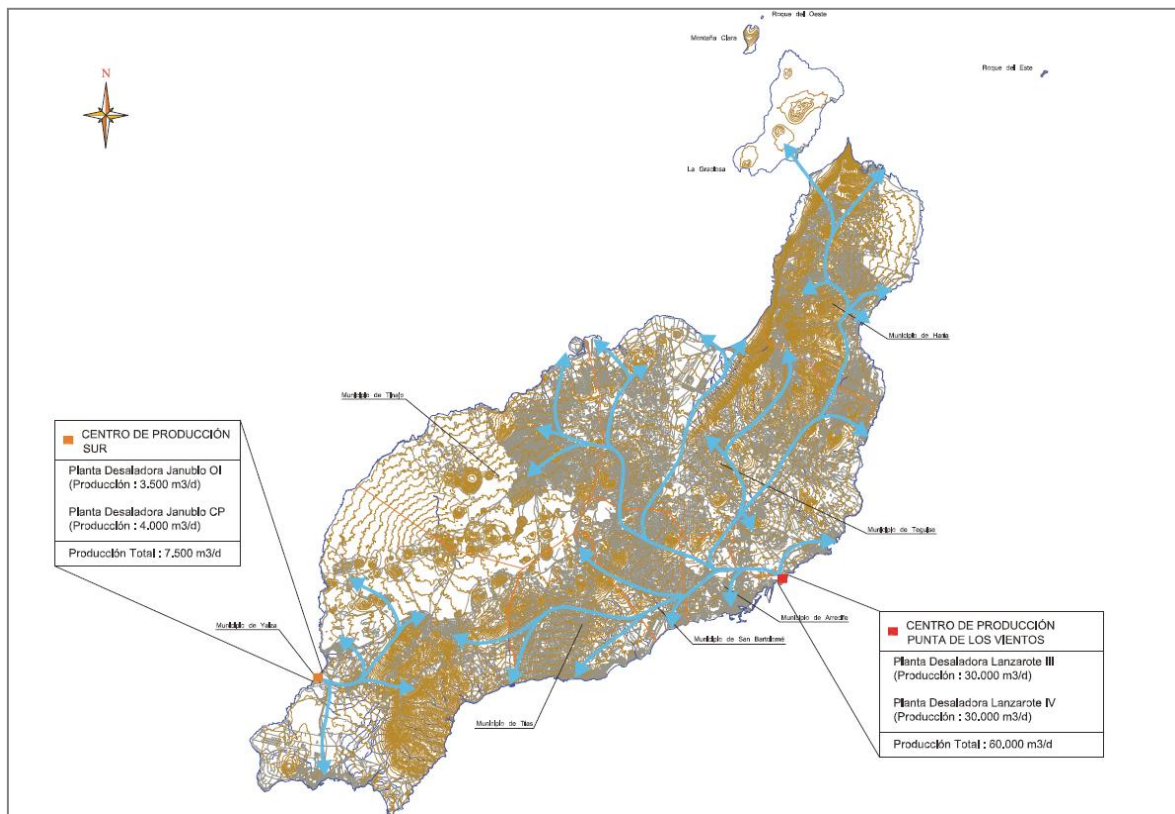 Roque del Oeste
Montaña Clara
Roque del Este
N
La Graciosa
Municipio de Haria
Municipio de Tinajo
CENTRO DE PRODUCCIÓN
SUR
Planta Desaladora Janubio OI
(Producción : 3.500 m3/d)
Planta Desaladora Janubio CP
(Producción : 4.000 m3/d)
Producción Total : 7.500 m3/d
Municipio de Teguise
Municipio de Yaiza
Municipio de Arrecife
Municipio de San Bartolomé
Municipio de Tias
CENTRO DE PRODUCCIÓN
PUNTA DE LOS VIENTOS
Planta Desaladora Lanzarote III
(Producción : 30.000 m3/d)
Planta Desaladora Lanzarote IV
(Producción : 30.000 m3/d)
Producción Total : 60.000 m3/d